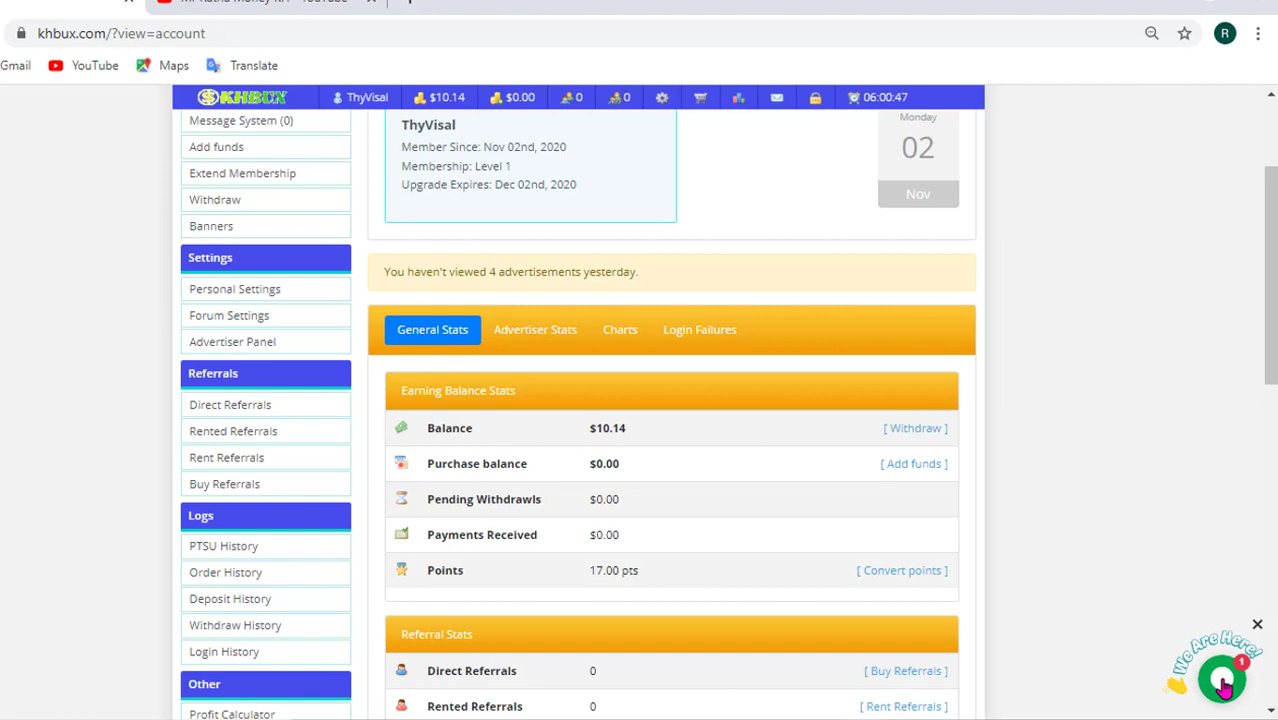 khbux.com/?view=account
R
Gmail YouTube Maps Translate
KHBUX ThyVisal $10.14 $0.00 0 0 06:00:47
Message System (0)
Add funds
Extend Membership
Withdraw
Banners
Settings
Personal Settings
Forum Settings
Advertiser Panel
Referrals
Direct Referrals
Rented Referrals
Rent Referrals
Buy Referrals
Logs
PTSU History
Order History
Deposit History
Withdraw History
Login History
Other
Profit Calculator
ThyVisal
Member Since: Nov 02nd, 2020
Membership: Level 1
Upgrade Expires: Dec 02nd, 2020
Monday
02
Nov
You haven't viewed 4 advertisements yesterday.
General Stats Advertiser Stats Charts Login Failures
Earning Balance Stats
Balance $10.14 [ Withdraw ]
Purchase balance $0.00 [ Add funds ]
Pending Withdrawls $0.00
Payments Received $0.00
Points 17.00 pts [ Convert points ]
Referral Stats
Direct Referrals 0 [ Buy Referrals ]
Rented Referrals 0 [ Rent Referrals ]
We Are Here!
1